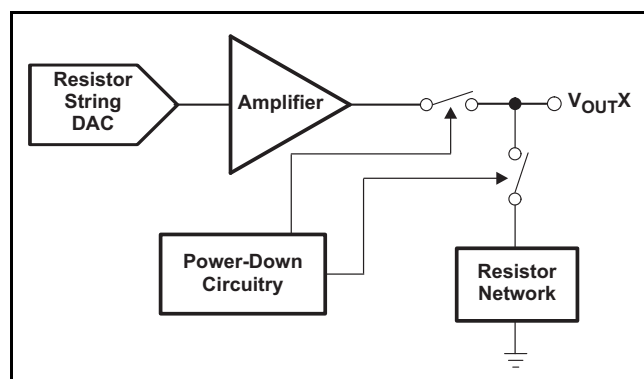 Resistor
String
DAC
Amplifier
VOUTX
Power-Down
Circuitry
Resistor
Network